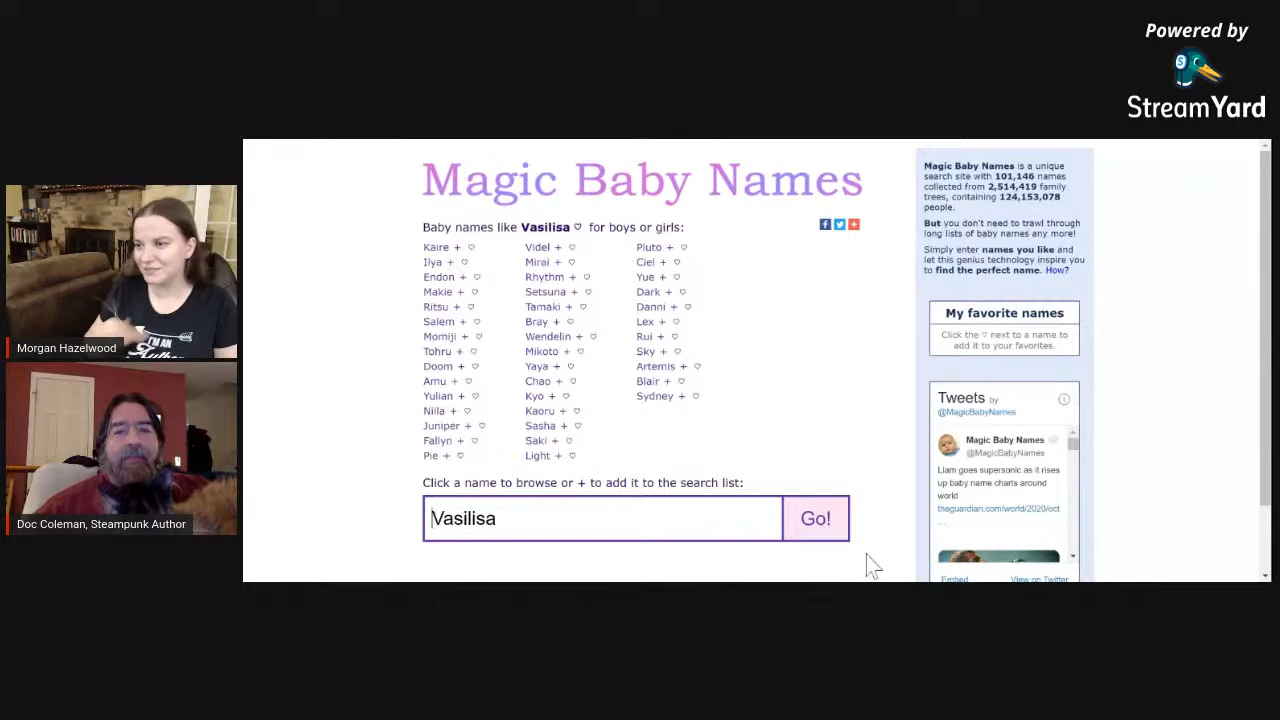 Powered by
StreamYard
Magic Baby Names
Baby names like Vasilisa ♡ for boys or girls:
Kaire + ♡
Ilya + ♡
Endon + ♡
Makie + ♡
Ritsu + ♡
Salem + ♡
Momiji + ♡
Tohru + ♡
Doom + ♡
Amu + ♡
Yulian + ♡
Nilla + ♡
Juniper + ♡
Fallyn + ♡
Pie + ♡
Videl + ♡
Mirai + ♡
Rhythm + ♡
Setsuna + ♡
Tamaki + ♡
Bray + ♡
Wendelin + ♡
Mikoto + ♡
Yaya + ♡
Chao + ♡
Kyo + ♡
Kaoru + ♡
Sasha + ♡
Saki + ♡
Light + ♡
Pluto + ♡
Ciel + ♡
Yue + ♡
Dark + ♡
Danni + ♡
Lex + ♡
Rui + ♡
Sky + ♡
Artemis + ♡
Blair + ♡
Sydney + ♡
Click a name to browse or + to add it to the search list:
Vasilisa
Go!
Magic Baby Names is a unique
search site with 101,146 names
collected from 2,514,419 family
trees, containing 124,153,078
people.
But you don't need to trawl through
long lists of baby names any more!
Simply enter names you like and
let this genius technology inspire you
to find the perfect name. How?
My favorite names
Click the ♡ next to a name to
add it to your favorites.
Tweets by
@MagicBabyNames
Magic Baby Names
@MagicBabyNames
Liam goes supersonic as it rises
up baby name charts around
world
theguardian.com/world/2020/oct
...
Embed
View on Twitter
I'M AN
Author
Morgan Hazelwood
Doc Coleman, Steampunk Author